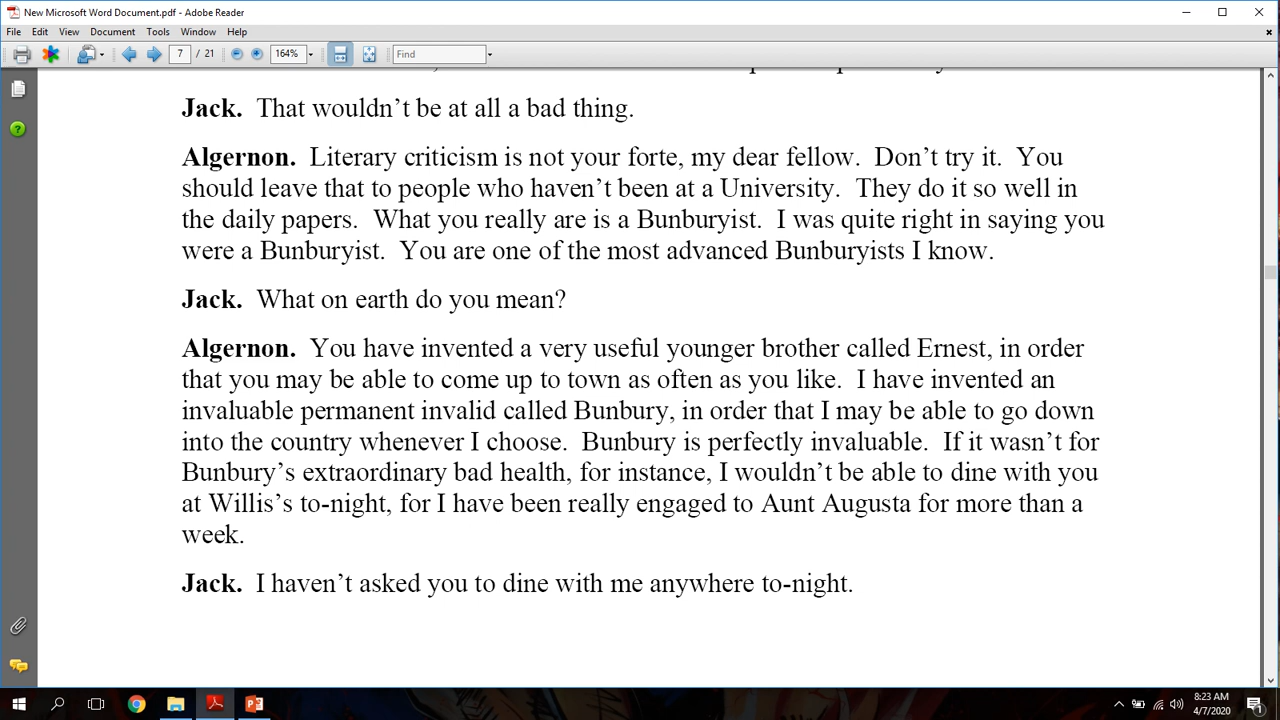 New Microsoft Word Document.pdf - Adobe Reader
File Edit View Document Tools Window Help
7 / 21 164% Find
Jack. That wouldn’t be at all a bad thing.
Algernon. Literary criticism is not your forte, my dear fellow. Don’t try it. You
should leave that to people who haven’t been at a University. They do it so well in
the daily papers. What you really are is a Bunburyist. I was quite right in saying you
were a Bunburyist. You are one of the most advanced Bunburyists I know.
Jack. What on earth do you mean?
Algernon. You have invented a very useful younger brother called Ernest, in order
that you may be able to come up to town as often as you like. I have invented an
invaluable permanent invalid called Bunbury, in order that I may be able to go down
into the country whenever I choose. Bunbury is perfectly invaluable. If it wasn’t for
Bunbury’s extraordinary bad health, for instance, I wouldn’t be able to dine with you
at Willis’s to-night, for I have been really engaged to Aunt Augusta for more than a
week.
Jack. I haven’t asked you to dine with me anywhere to-night.
8:23 AM
4/7/2020